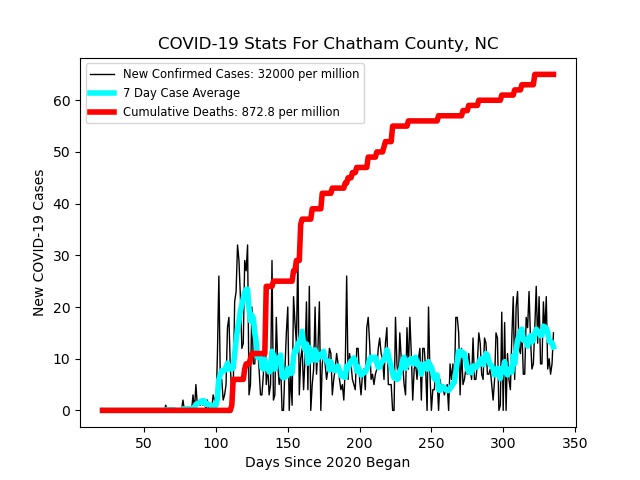 COVID-19 Stats For Chatham County, NC
New Confirmed Cases: 32000 per million
7 Day Case Average
Cumulative Deaths: 872.8 per million
New COVID-19 Cases
60
50
40
30
20
10
0
50 100 150 200 250 300 350
Days Since 2020 Began